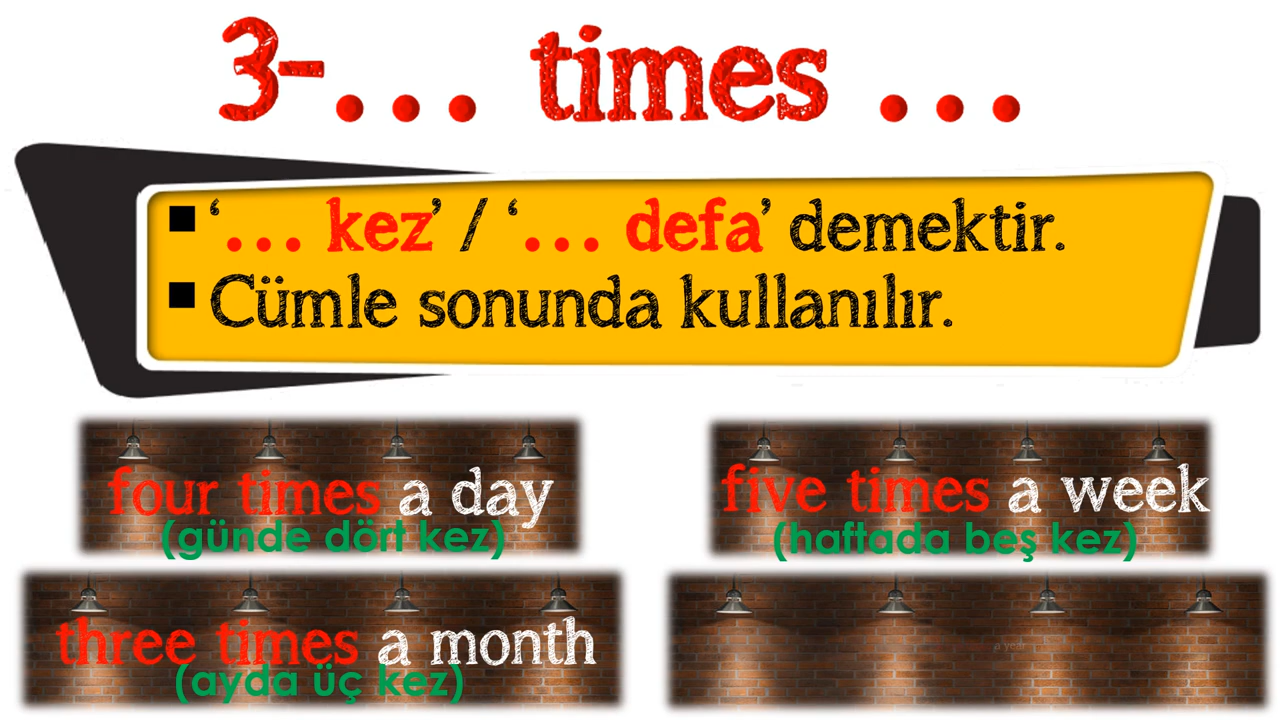 3-... times ...
▪ ‘... kez’ / ‘... defa’ demektir.
▪ Cümle sonunda kullanılır.
four times a day
(günde dört kez)
five times a week
(haftada beş kez)
three times a month
(ayda üç kez)
a year